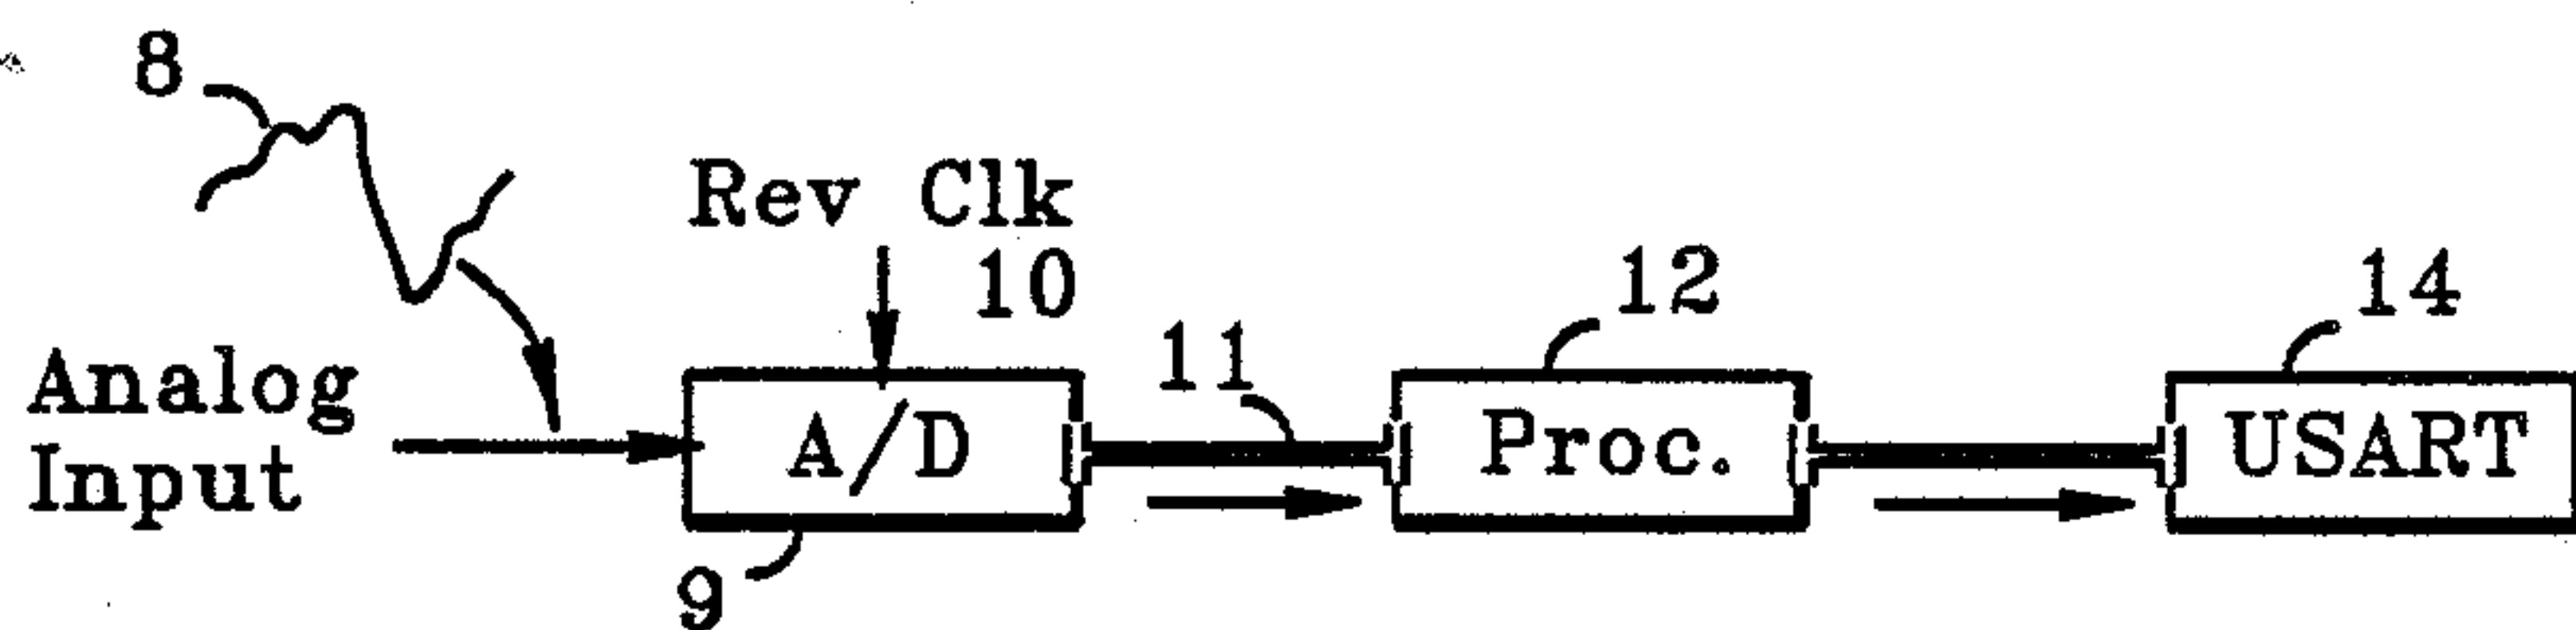 8
Rev Clk
10
12
14
11
Analog
Input
A/D
Proc.
USART
9